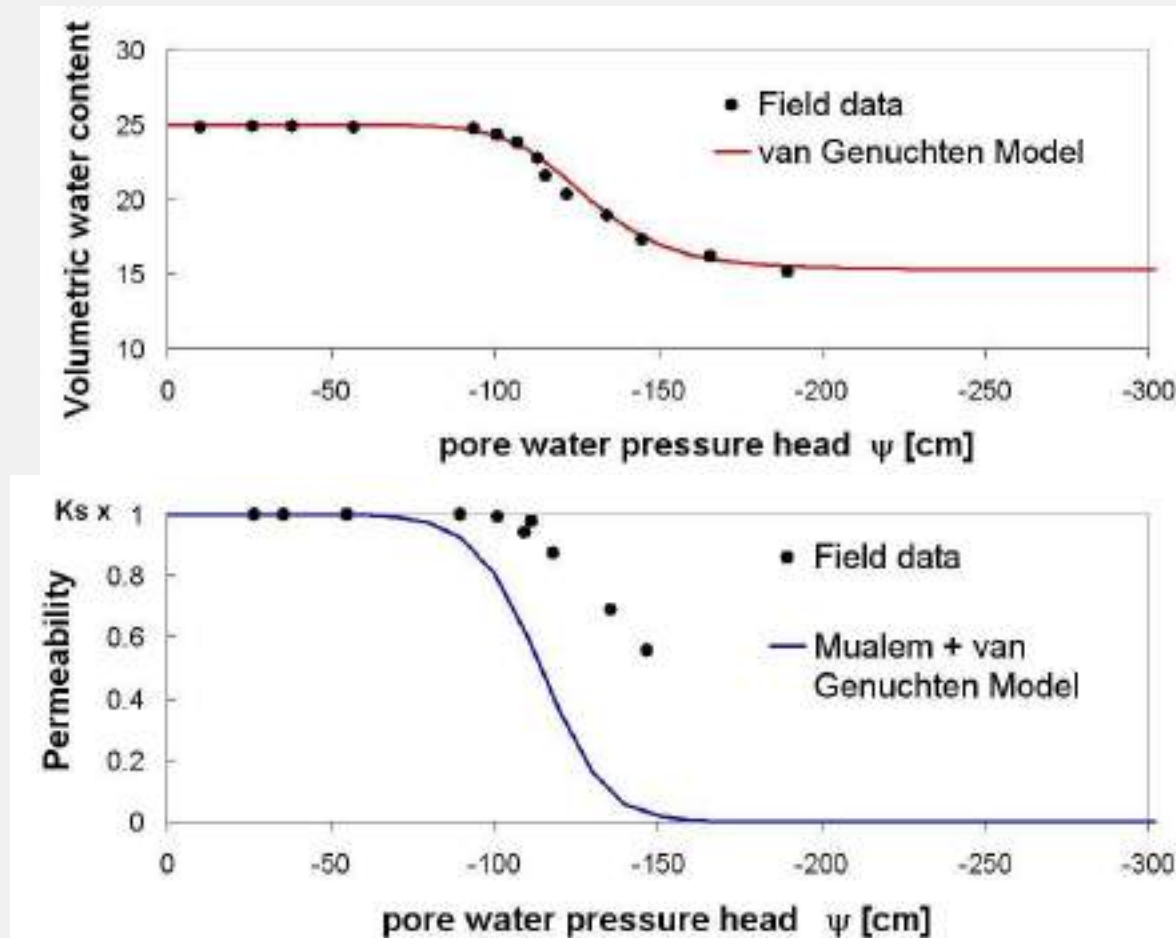 Volumetric water content
30
25
20
15
10
Field data
van Genuchten Model
0 -50 -100 -150 -200 -250 -300
pore water pressure head ψ [cm]
Ks x 1
0.8
0.6
0.4
0.2
0
Permeability
Field data
Mualem + van
Genuchten Model
0 -50 -100 -150 -200 -250 -300
pore water pressure head ψ [cm]